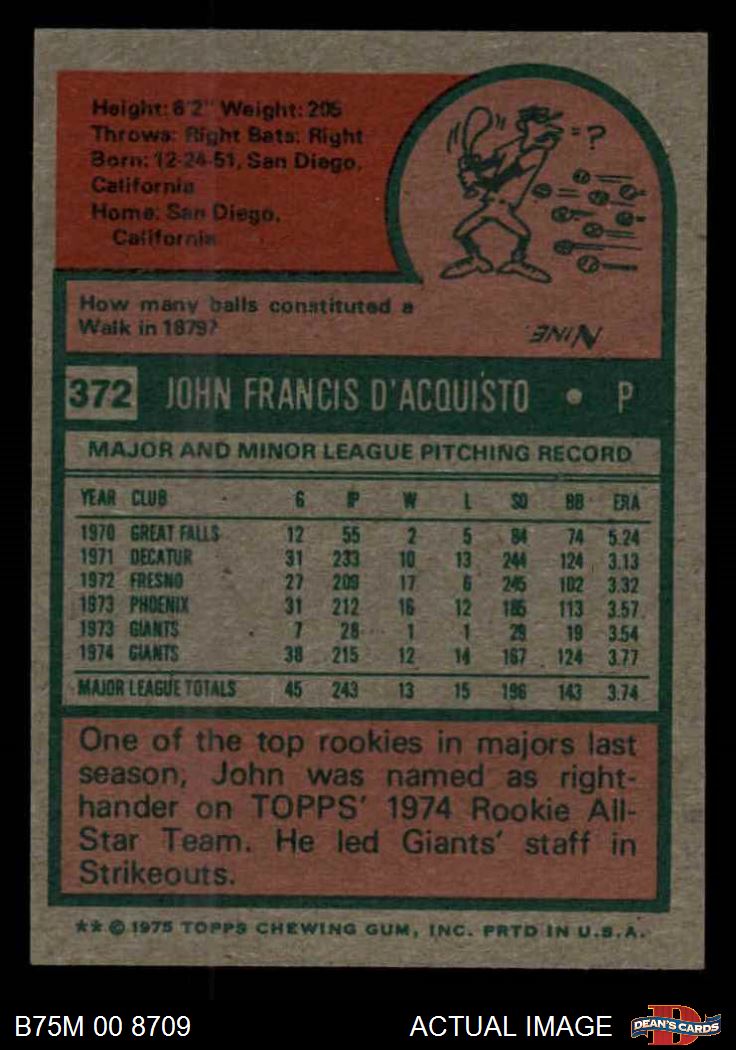 Height: 6'2" Weight: 205
Throws: Right Bats: Right
Born: 12-24-51, San Diego,
California
Home: San Diego,
California
= ?
How many balls constituted a
Walk in 1879?
NINE
372 JOHN FRANCIS D'ACQUISTO • P
MAJOR AND MINOR LEAGUE PITCHING RECORD
YEAR CLUB G IP W L SO BB ERA
1970 GREAT FALLS 12 55 2 5 84 74 5.24
1971 DECATUR 31 233 10 13 244 124 3.13
1972 FRESNO 27 209 17 6 245 102 3.32
1973 PHOENIX 31 212 16 12 185 113 3.57
1973 GIANTS 7 28 1 1 29 19 3.54
1974 GIANTS 38 215 12 14 167 124 3.77
MAJOR LEAGUE TOTALS 45 243 13 15 196 143 3.74
One of the top rookies in majors last
season, John was named as right-
hander on TOPPS' 1974 Rookie All-
Star Team. He led Giants' staff in
Strikeouts.
** © 1975 TOPPS CHEWING GUM, INC. PRTD IN U.S.A.
B75M 00 8709 ACTUAL IMAGE D DEAN'S CARDS